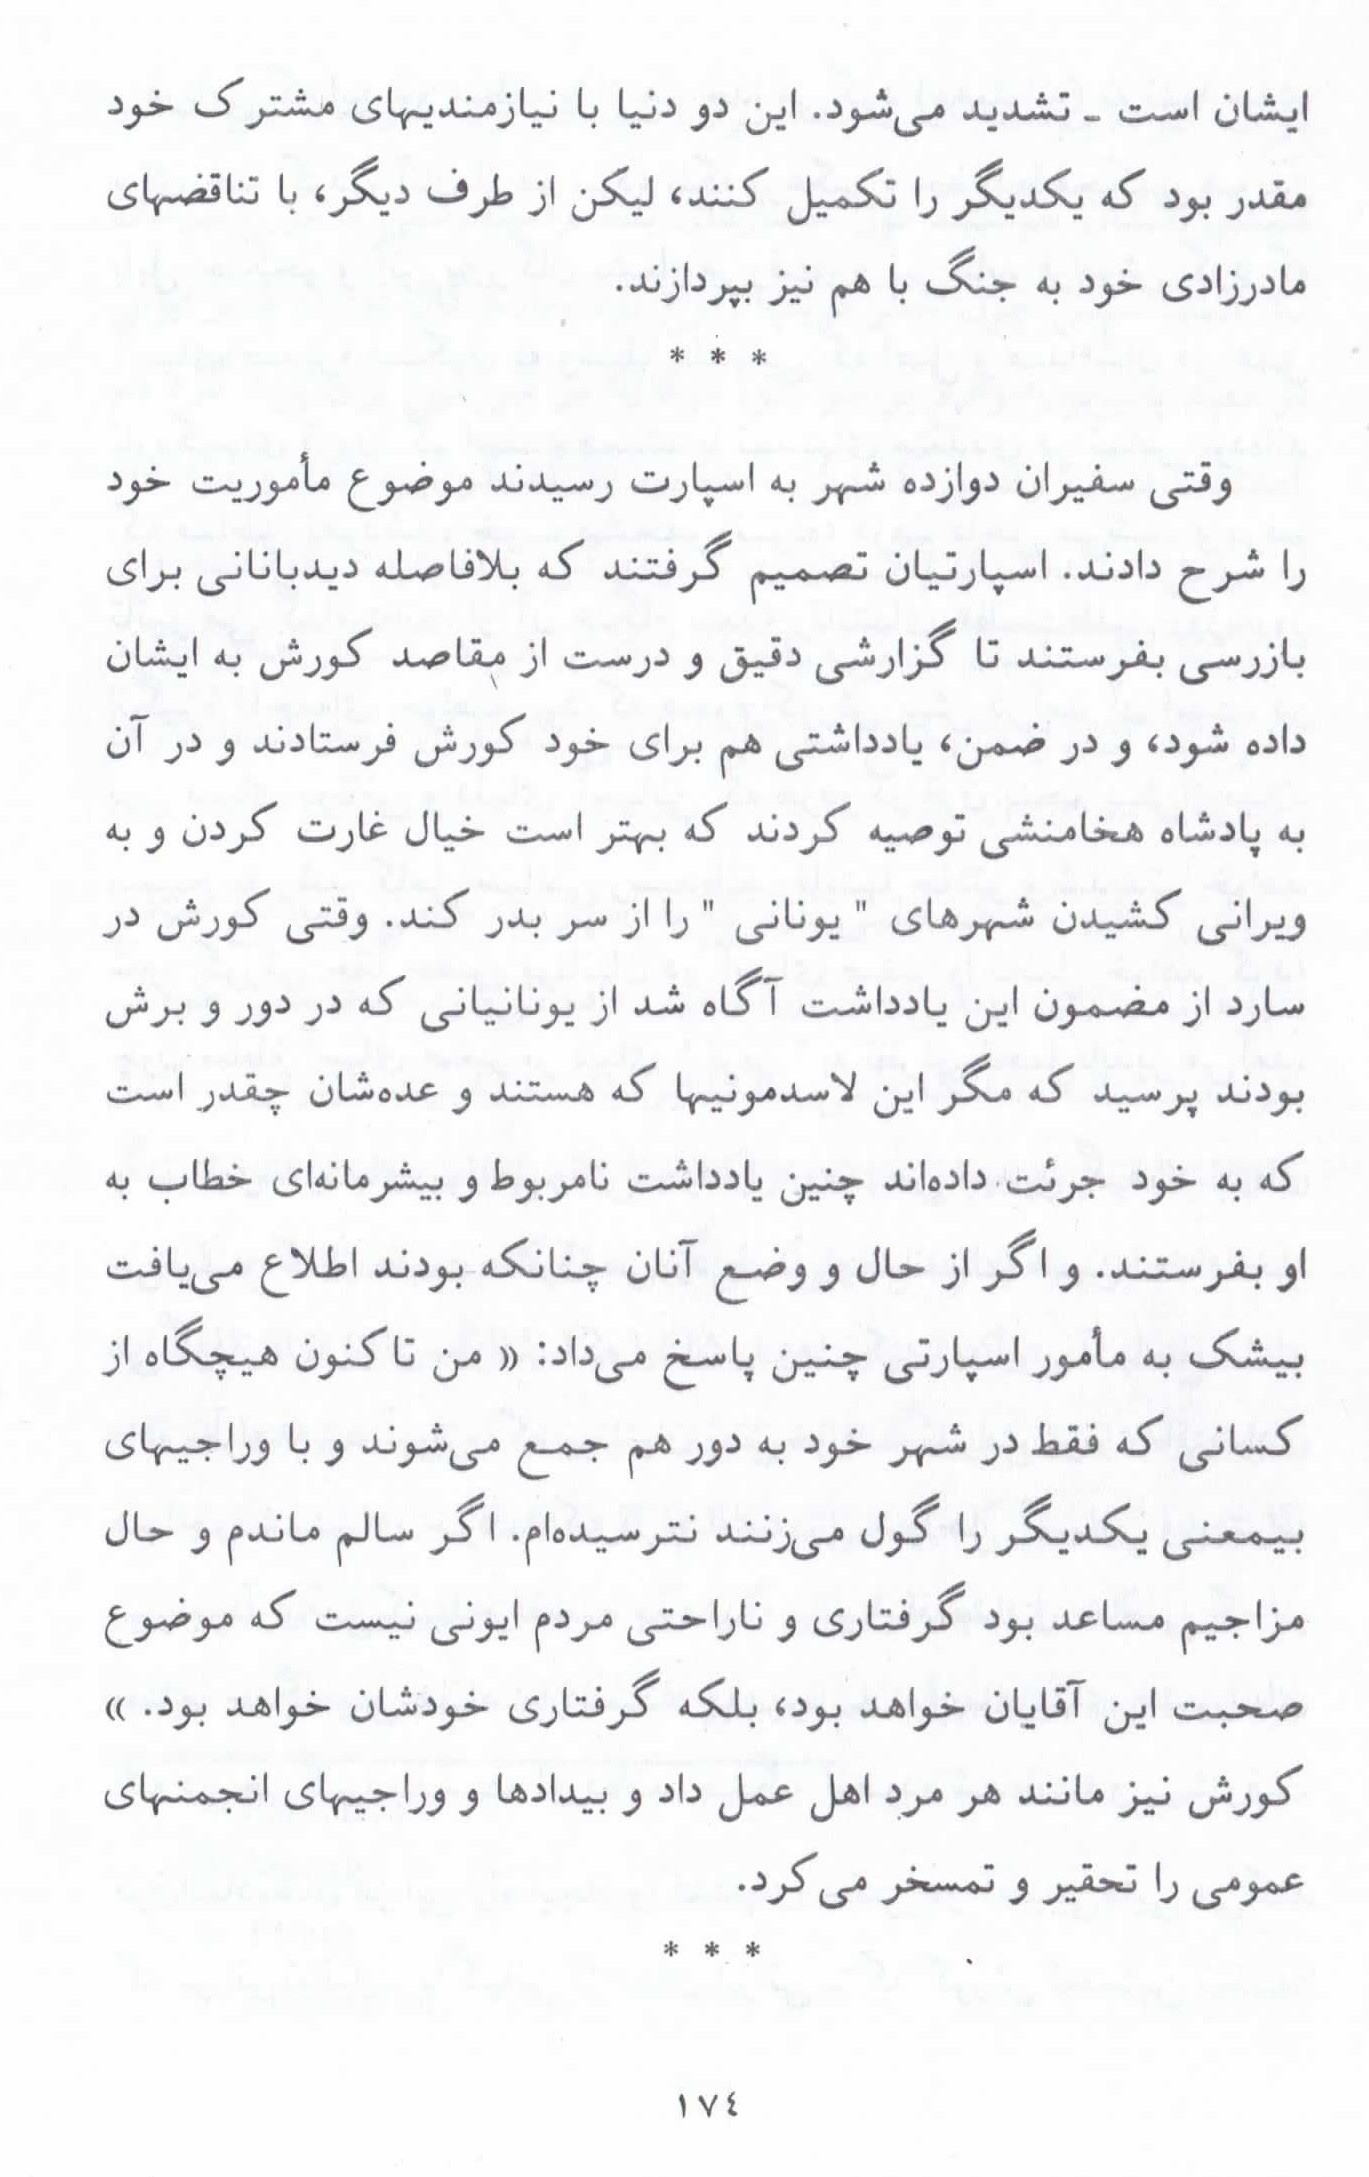 ایشان است ـ تشدید می‌شود. این دو دنیا با نیازمندیهای مشترک خود
مقدر بود که یکدیگر را تکمیل کنند، لیکن از طرف دیگر، با تناقضهای
مادرزادی خود به جنگ با هم نیز بپردازند.
* * *
وقتی سفیران دوازده شهر به اسپارت رسیدند موضوع مأموریت خود
را شرح دادند. اسپارتیان تصمیم گرفتند که بلافاصله دیدبانانی برای
بازرسی بفرستند تا گزارشی دقیق و درست از مقاصد کورش به ایشان
داده شود، و در ضمن، یادداشتی هم برای خود کورش فرستادند و در آن
به پادشاه هخامنشی توصیه کردند که بهتر است خیال غارت کردن و به
ویرانی کشیدن شهرهای " یونانی " را از سر بدر کند. وقتی کورش در
سارد از مضمون این یادداشت آگاه شد از یونانیانی که در دور و برش
بودند پرسید که مگر این لاسدمونیها که هستند و عده‌شان چقدر است
که به خود جرئت داده‌اند چنین یادداشت نامربوط و بیشرمانه‌ای خطاب به
او بفرستند. و اگر از حال و وضع آنان چنانکه بودند اطلاع می‌یافت
بیشک به مأمور اسپارتی چنین پاسخ می‌داد: « من تاکنون هیچگاه از
کسانی که فقط در شهر خود به دور هم جمع می‌شوند و با وراجیهای
بیمعنی یکدیگر را گول می‌زنند نترسیده‌ام. اگر سالم ماندم و حال
مزاجیم مساعد بود گرفتاری و ناراحتی مردم ایونی نیست که موضوع
صحبت این آقایان خواهد بود، بلکه گرفتاری خودشان خواهد بود. »
کورش نیز مانند هر مرد اهل عمل داد و بیدادها و وراجیهای انجمنهای
عمومی را تحقیر و تمسخر می‌کرد.
* * *
١٧٤